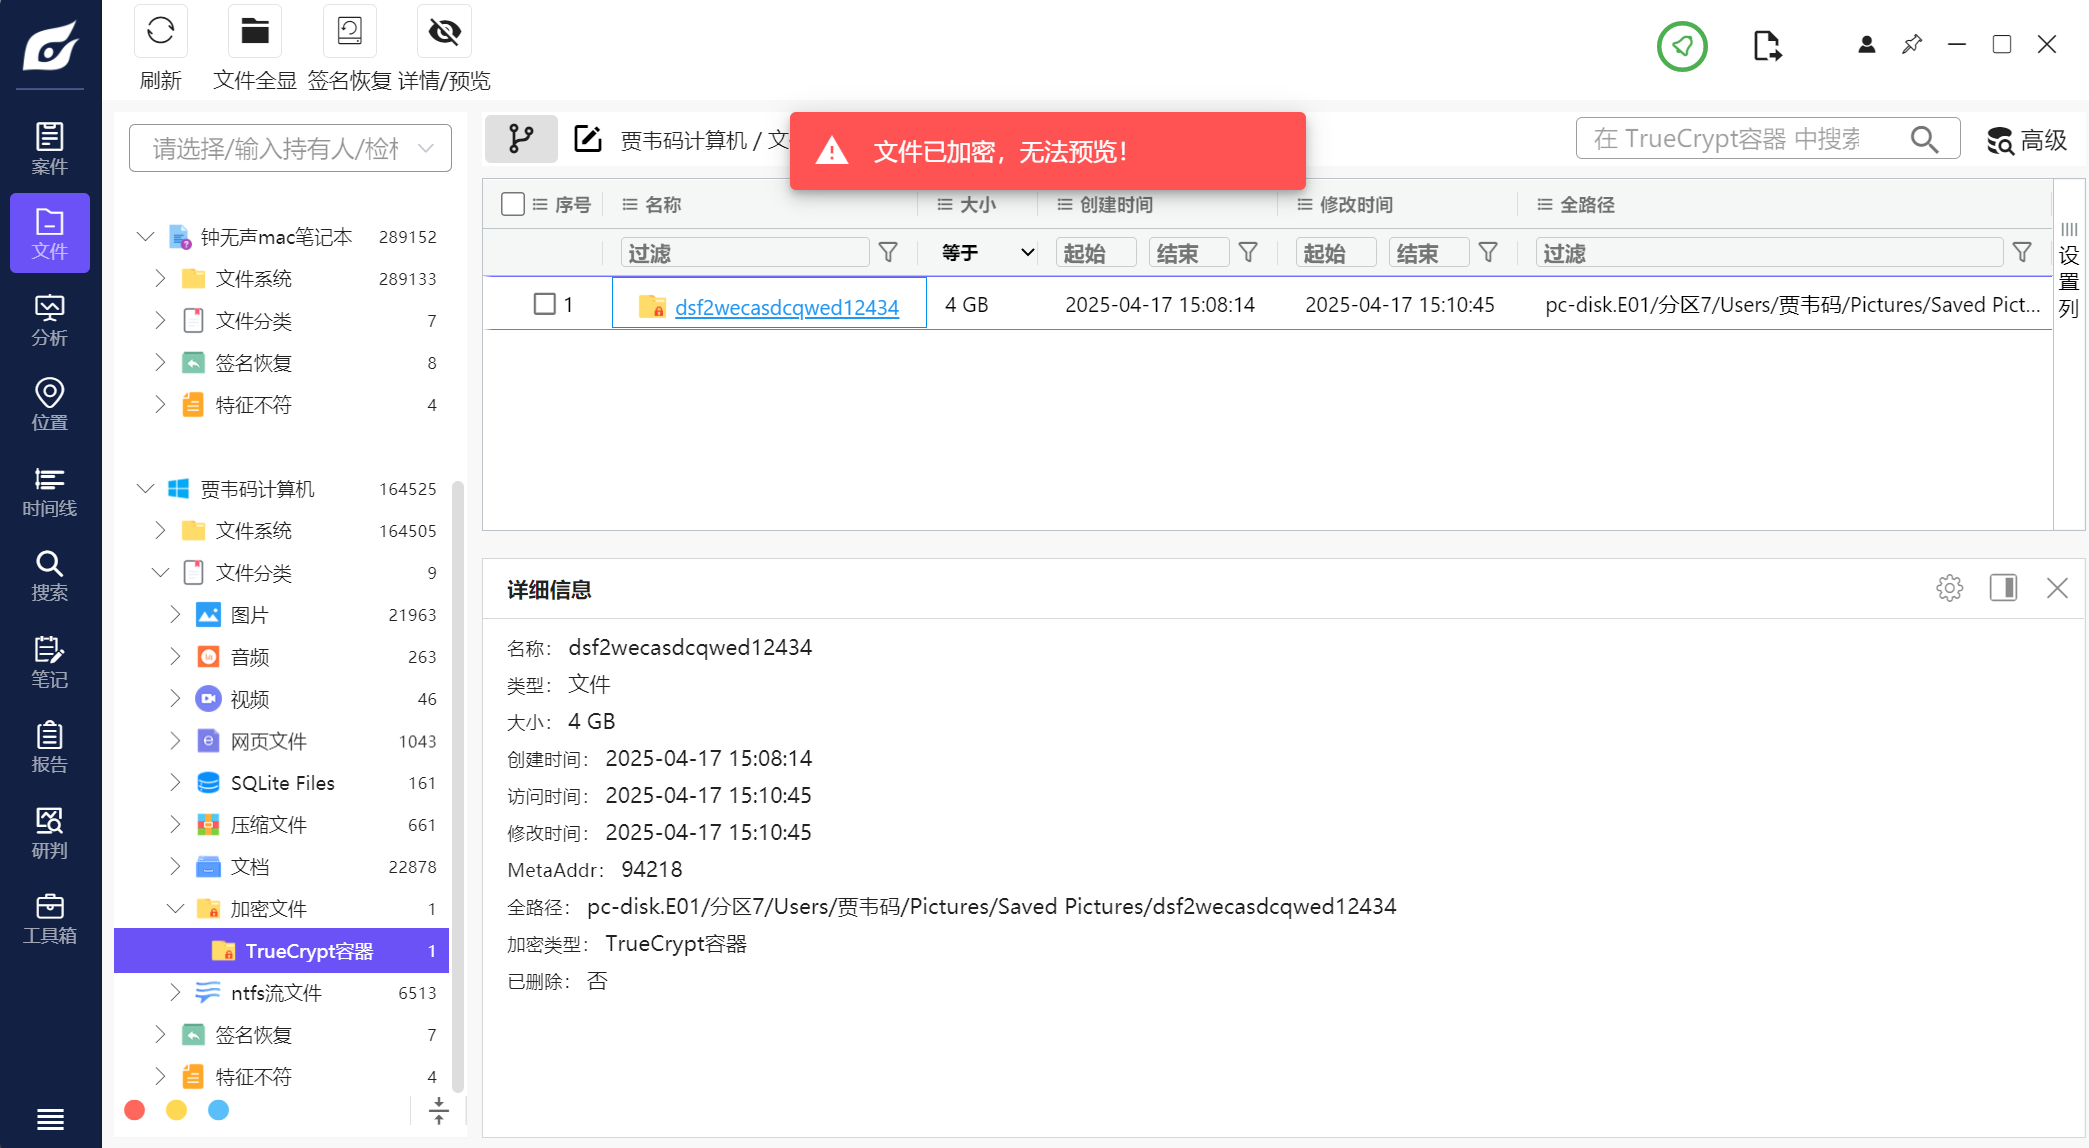 刷新
文件全显
签名恢复
详情/预览
案件
文件
分析
位置
时间线
搜索
笔记
报告
研判
工具箱
请选择/输入持有人/检材
钟无声mac笔记本 289152
文件系统 289133
文件分类 7
签名恢复 8
特征不符 4
贾韦码计算机 164525
文件系统 164505
文件分类 9
图片 21963
音频 263
视频 46
网页文件 1043
SQLite Files 161
压缩文件 661
文档 22878
加密文件 1
TrueCrypt容器 1
ntfs流文件 6513
签名恢复 7
特征不符 4
贾韦码计算机 / 文
文件已加密，无法预览！
在 TrueCrypt容器 中搜索
高级
序号 名称 大小 创建时间 修改时间 全路径
过滤 等于 起始 结束 起始 结束 过滤
1 dsf2wecasdcqwed12434 4 GB 2025-04-17 15:08:14 2025-04-17 15:10:45 pc-disk.E01/分区7/Users/贾韦码/Pictures/Saved Pict...
设置列
详细信息
名称： dsf2wecasdcqwed12434
类型： 文件
大小： 4 GB
创建时间： 2025-04-17 15:08:14
访问时间： 2025-04-17 15:10:45
修改时间： 2025-04-17 15:10:45
MetaAddr： 94218
全路径： pc-disk.E01/分区7/Users/贾韦码/Pictures/Saved Pictures/dsf2wecasdcqwed12434
加密类型： TrueCrypt容器
已删除： 否